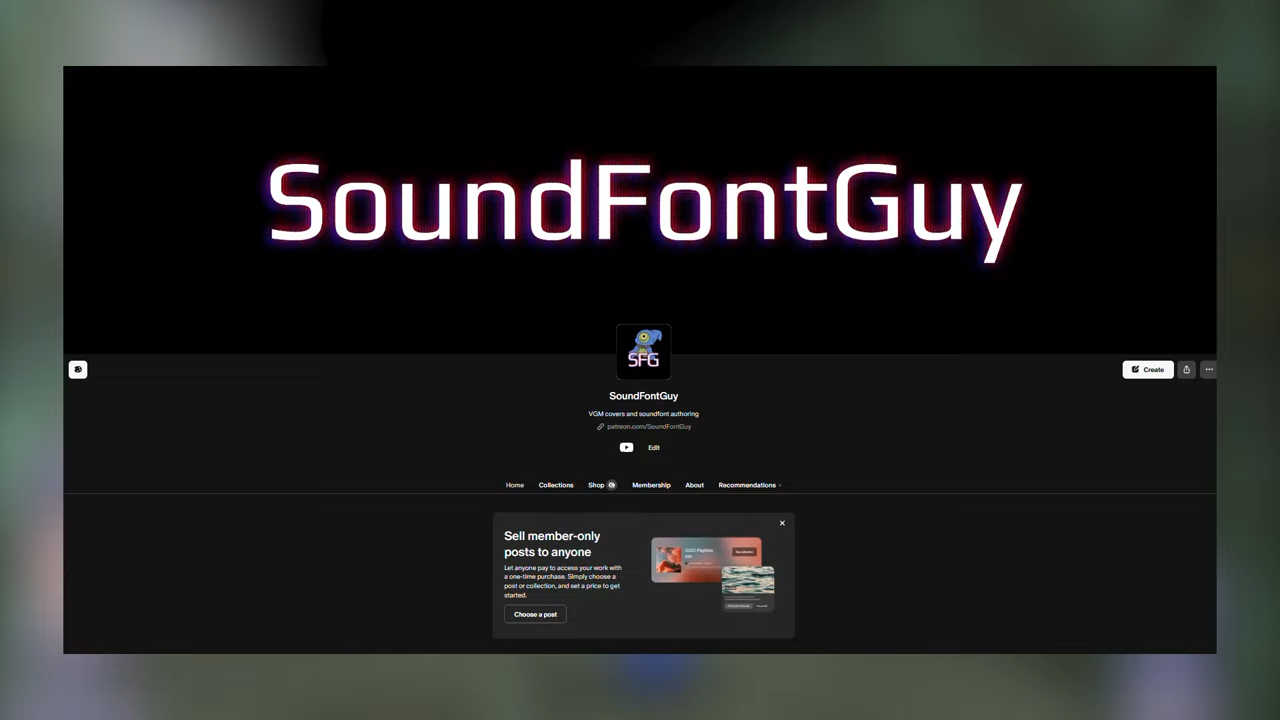 SoundFontGuy
SFG
Create
SoundFontGuy
VGM covers and soundfont authoring
patreon.com/SoundFontGuy
Edit
Home Collections Shop Membership About Recommendations
Sell member-only
posts to anyone
Let anyone pay to access your work with
a one-time purchase. Simply choose a
post or collection, and set a price to get
started.
Choose a post
2023 Playlists